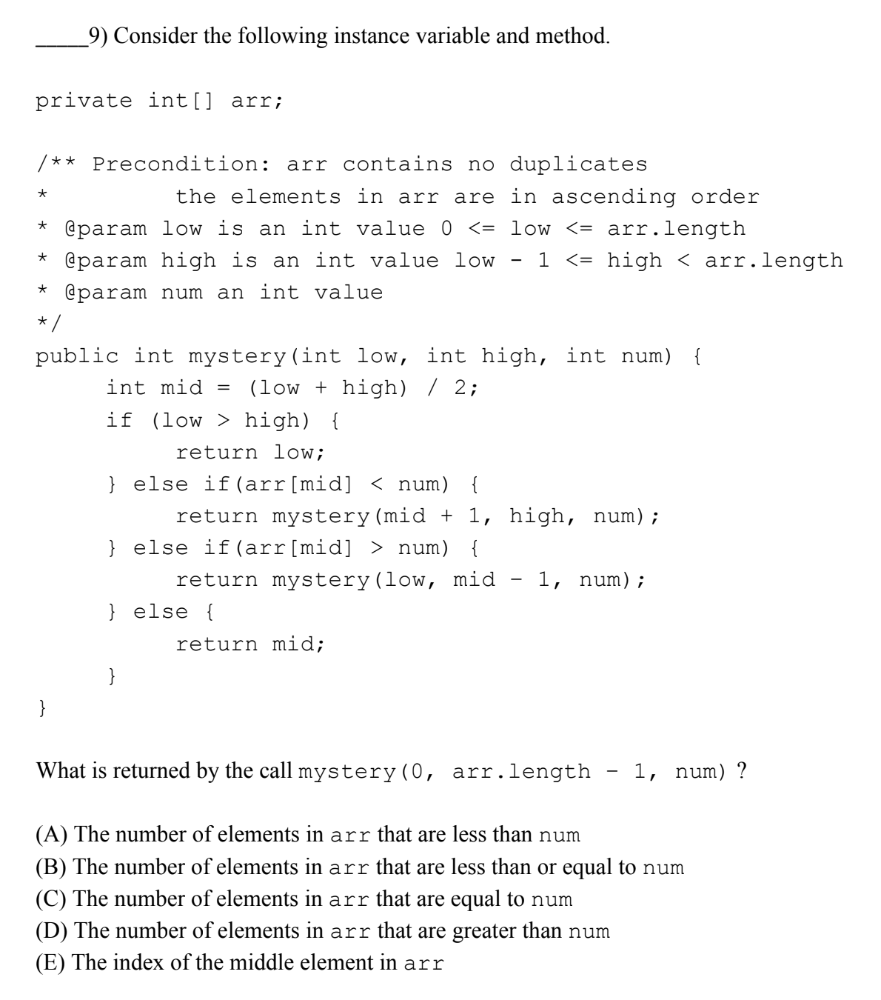 _____9) Consider the following instance variable and method.
private int[] arr;
/** Precondition: arr contains no duplicates
*         the elements in arr are in ascending order
* @param low is an int value 0 <= low <= arr.length
* @param high is an int value low - 1 <= high < arr.length
* @param num an int value
*/
public int mystery(int low, int high, int num) {
     int mid = (low + high) / 2;
     if (low > high) {
          return low;
     } else if(arr[mid] < num) {
          return mystery(mid + 1, high, num);
     } else if(arr[mid] > num) {
          return mystery(low, mid - 1, num);
     } else {
          return mid;
     }
}
What is returned by the call mystery(0, arr.length - 1, num) ?
(A) The number of elements in arr that are less than num
(B) The number of elements in arr that are less than or equal to num
(C) The number of elements in arr that are equal to num
(D) The number of elements in arr that are greater than num
(E) The index of the middle element in arr